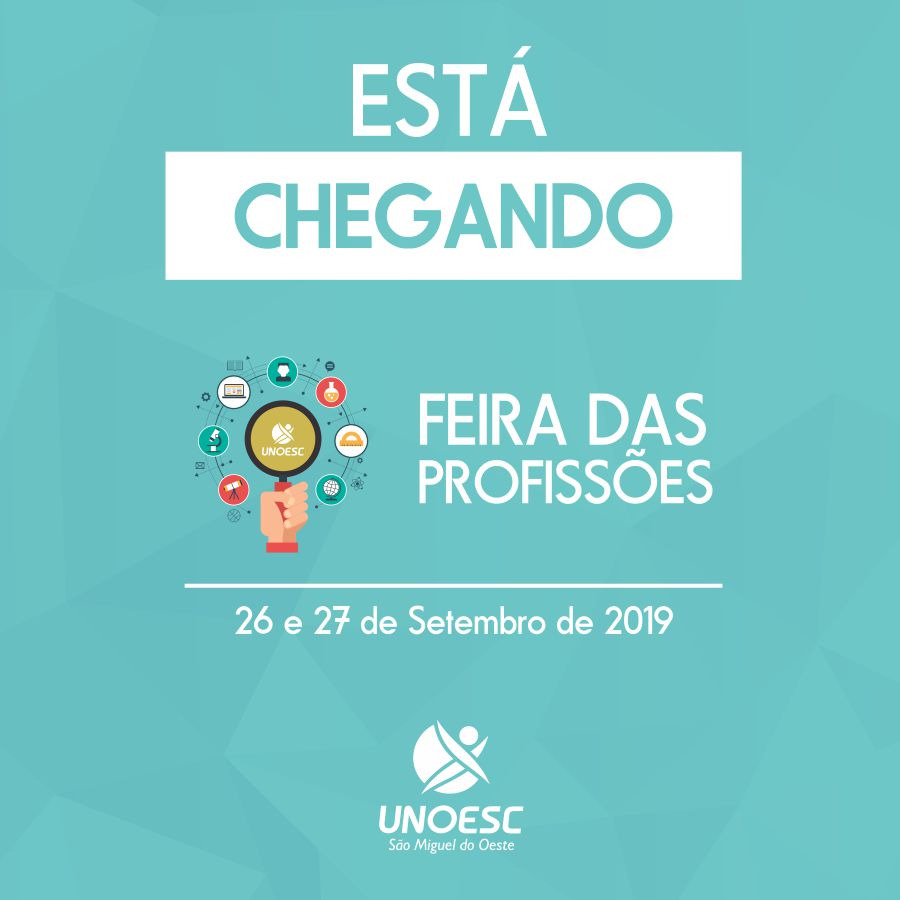 ESTÁ
CHEGANDO
UNOESC
FEIRA DAS
PROFISSÕES
26 e 27 de Setembro de 2019
UNOESC
São Miguel do Oeste